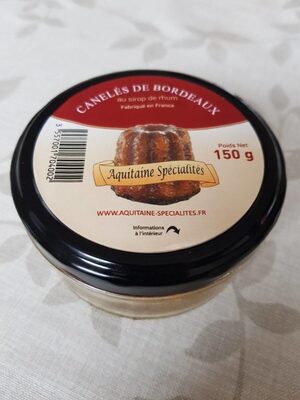 CANELÉS DE BORDEAUX
au sirop de rhum
Fabriqué en France
Poids Net
150 g
Aquitaine Spécialités
WWW.AQUITAINE-SPECIALITES.FR
Informations
à l'intérieur